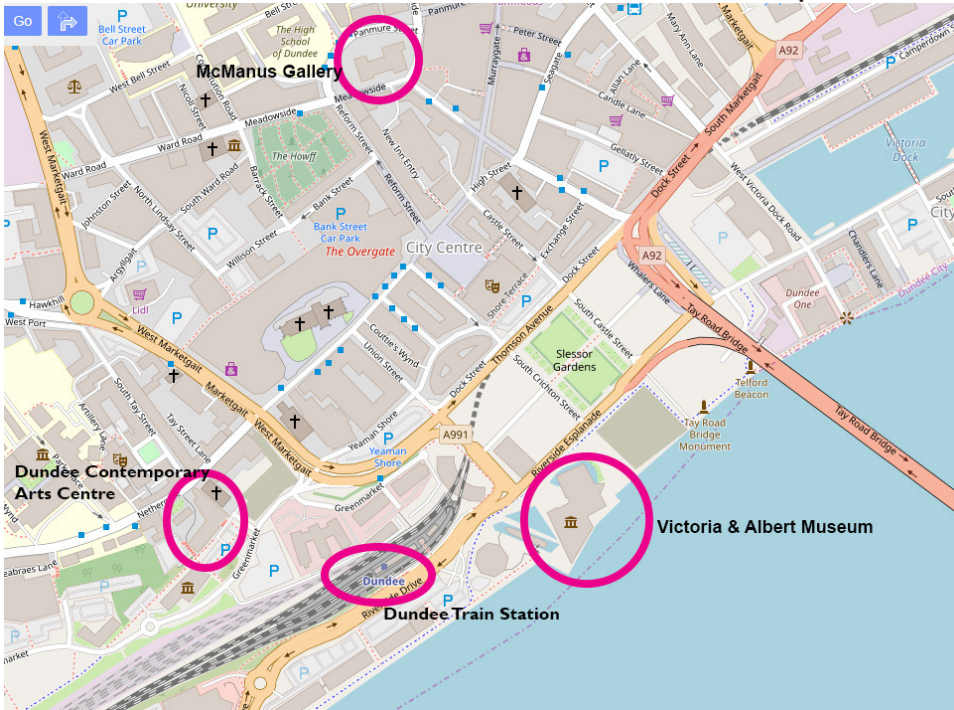 Go
Bell Street
Car Park
University
The High
School
of Dundee
Panmure Street
McManus Gallery
Meadowside
Peter Street
Murraygate
Seagate
Mary Ann Lane
Allan Lane
Candle Lane
A92
Camperdown
South Marketgait
West Bell Street
Constitution Road
Nicoll Street
Meadowside
Ward Road
Ward Road
West Marketgait
Johnston Street
North Lindsay Street
South Ward Road
Barrack Street
The Howff
Reform Street
New Inn Entry
High Street
Gellatly Street
Dock Street
Victoria
Dock
West Victoria Dock Road
Bank Street
Bank Street
Car Park
Reform Street
Castle Street
Exchange Street
Willison Street
The Overgate
City Centre
Argyllgait
Lidl
Hawkhill
West Port
West Marketgait
Marketgait
West Marketgait
Shore Terrace
Dock Street
A92
Whalers Lane
Chandlers Lane
City
Dundee City
Dundee
One
Tay Road Bridge
Tay Road Bridge
Thomson Avenue
South Castle Street
Slessor
Gardens
South Crichton Street
Couttie's Wynd
Union Street
Dock Street
Yeaman Shore
Yeaman
Shore
A991
Riverside Esplanade
Telford
Beacon
Tay Road
Bridge
Monument
South Tay Street
Tay Street Lane
Artillery Lane
Dundee Contemporary
Arts Centre
Greenmarket
Greenmarket
Victoria & Albert Museum
Dundee
Riverside Drive
Dundee Train Station